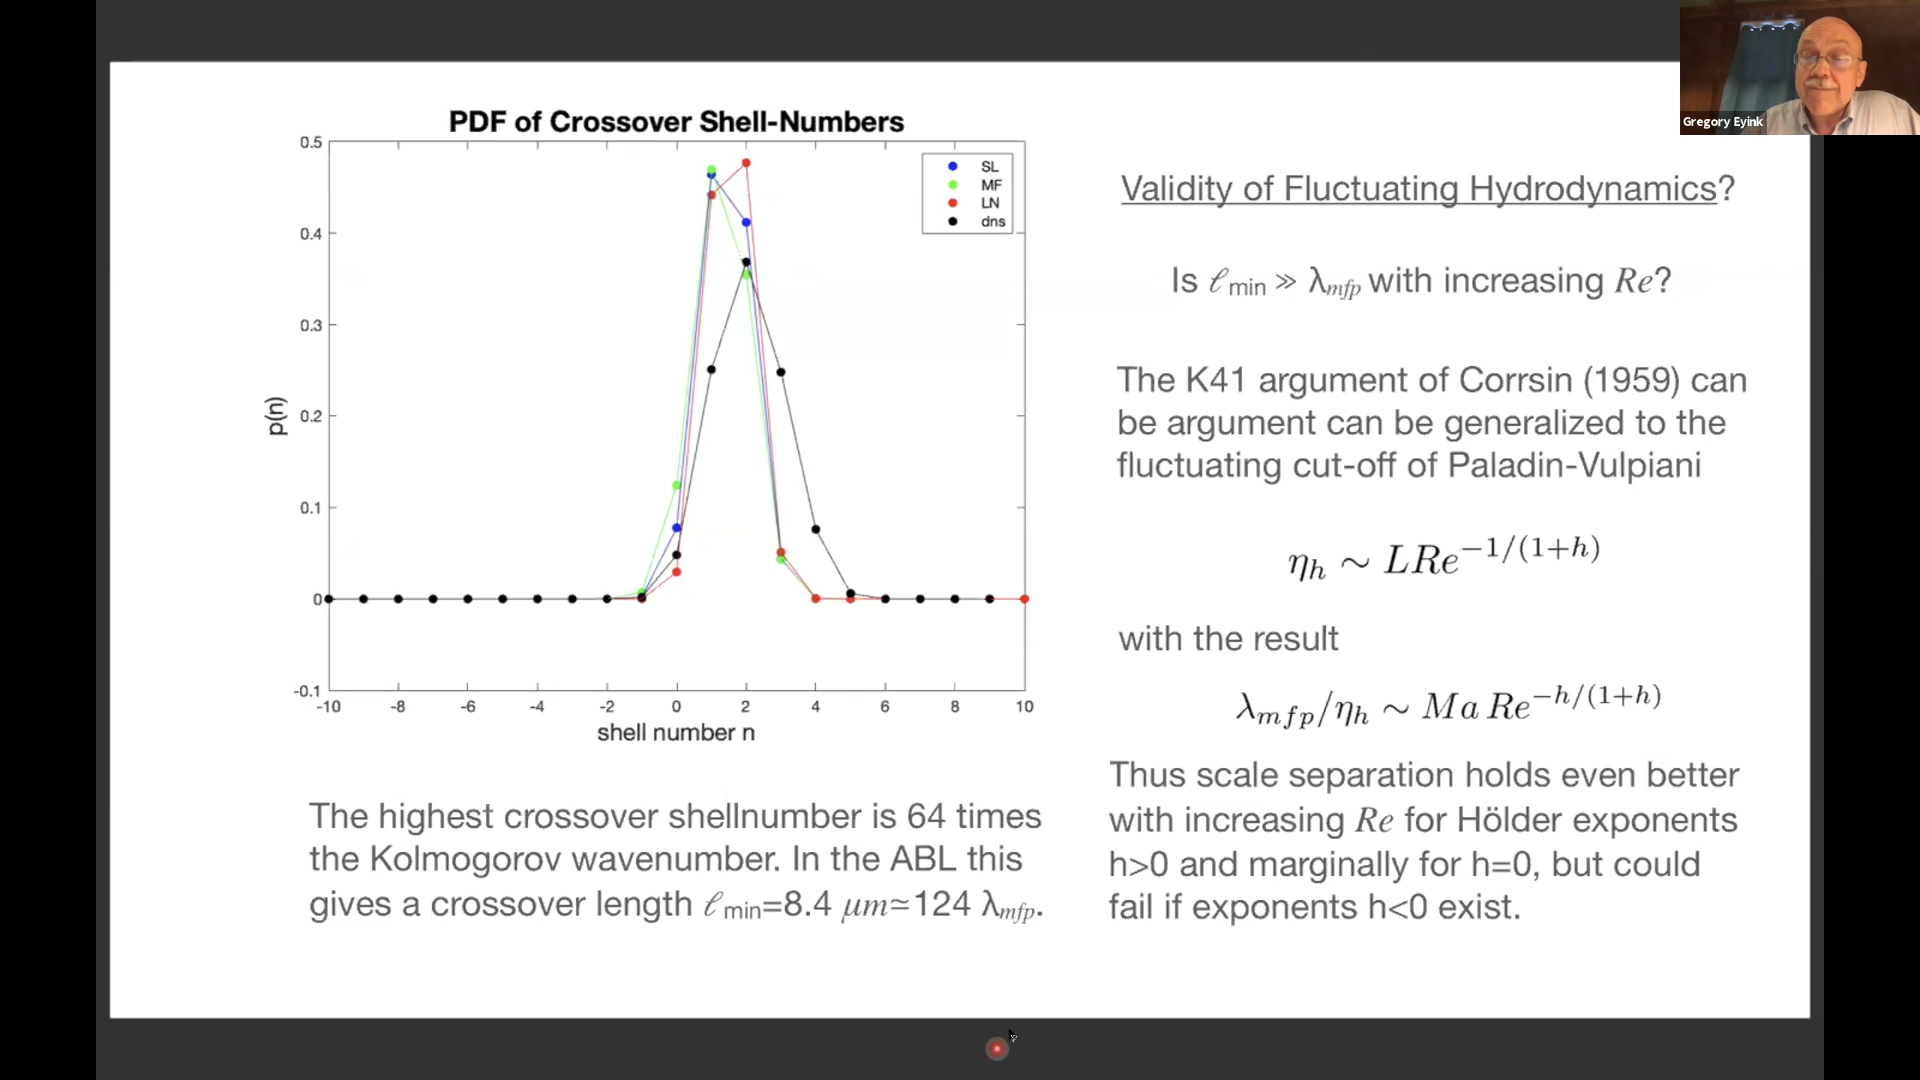 Gregory Eyink
PDF of Crossover Shell-Numbers
0.5
0.4
0.3
0.2
0.1
0
-0.1
p(n)
SL
MF
LN
dns
-10 -8 -6 -4 -2 0 2 4 6 8 10
shell number n
The highest crossover shellnumber is 64 times
the Kolmogorov wavenumber. In the ABL this
gives a crossover length ℓmin=8.4 μm≃124 λmfp.
Validity of Fluctuating Hydrodynamics?
Is ℓmin ≫ λmfp with increasing Re?
The K41 argument of Corrsin (1959) can
be argument can be generalized to the
fluctuating cut-off of Paladin-Vulpiani
ηh ∼ LRe−1/(1+h)
with the result
λmfp/ηh ∼ Ma Re−h/(1+h)
Thus scale separation holds even better
with increasing Re for Hölder exponents
h>0 and marginally for h=0, but could
fail if exponents h<0 exist.